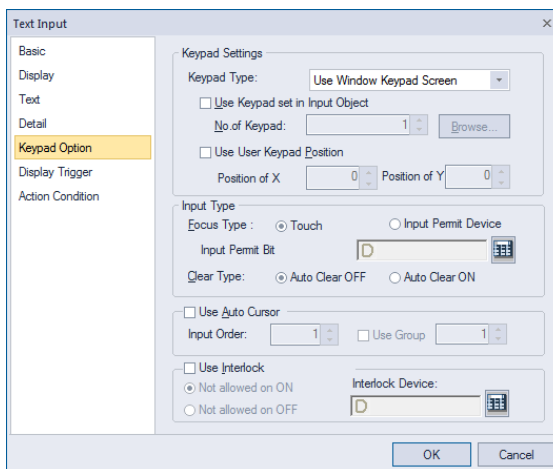 Text Input
Basic
Display
Text
Detail
Keypad Option
Display Trigger
Action Condition
Keypad Settings
Keypad Type: Use Window Keypad Screen
Use Keypad set in Input Object
No.of Keypad: 1 Browse...
Use User Keypad Position
Position of X 0 Position of Y 0
Input Type
Focus Type : Touch Input Permit Device
Input Permit Bit D
Clear Type: Auto Clear OFF Auto Clear ON
Use Auto Cursor
Input Order: 1 Use Group 1
Use Interlock
Not allowed on ON Interlock Device:
Not allowed on OFF D
OK Cancel